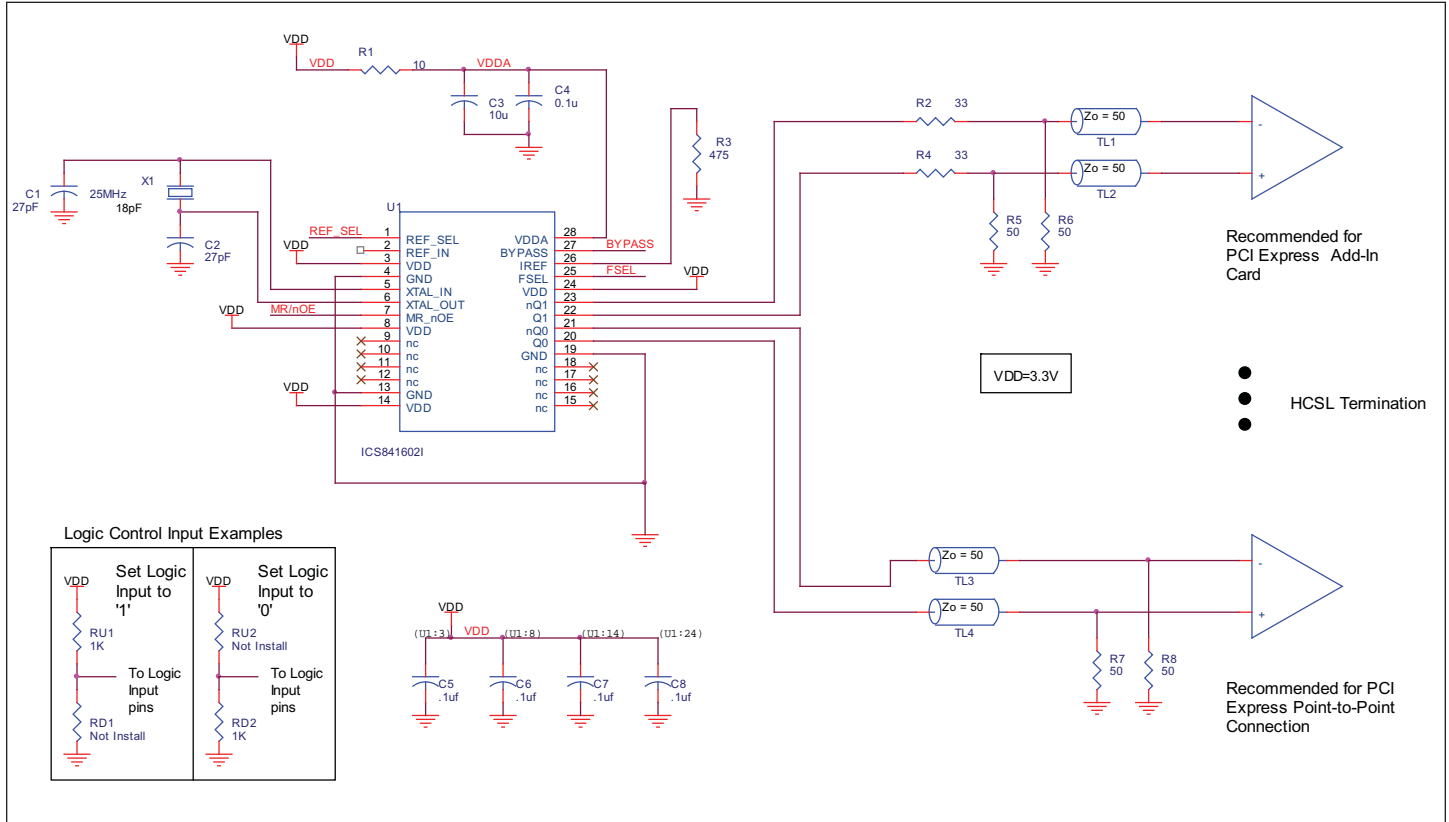 VDD
VDD
R1
10
VDDA
C3
10u
C4
0.1u
R3
475
C1
27pF
25MHz
X1
18pF
C2
27pF
R2 33
R4 33
Zo = 50
TL1
Zo = 50
TL2
-
+
R5
50
R6
50
Recommended for
PCI Express Add-In
Card
U1
REF_SEL
VDD
MR/nOE
VDD
VDD
1 REF_SEL
2 REF_IN
3 VDD
4 GND
5 XTAL_IN
6 XTAL_OUT
7 MR_nOE
8 VDD
9 nc
10 nc
11 nc
12 nc
13 GND
14 VDD
VDDA 28
BYPASS 27
IREF 26
FSEL 25
VDD 24
nQ1 23
Q1 22
nQ0 21
Q0 20
GND 19
nc 18
nc 17
nc 16
nc 15
BYPASS
FSEL
VDD
ICS841602I
VDD=3.3V
HCSL Termination
Logic Control Input Examples
VDD
Set Logic
Input to
'1'
RU1
1K
To Logic
Input
pins
RD1
Not Install
VDD
Set Logic
Input to
'0'
RU2
Not Install
To Logic
Input
pins
RD2
1K
VDD
(U1:3)
VDD
(U1:8)
(U1:14)
(U1:24)
C5
.1uf
C6
.1uf
C7
.1uf
C8
.1uf
Zo = 50
TL3
Zo = 50
TL4
-
+
R7
50
R8
50
Recommended for PCI
Express Point-to-Point
Connection